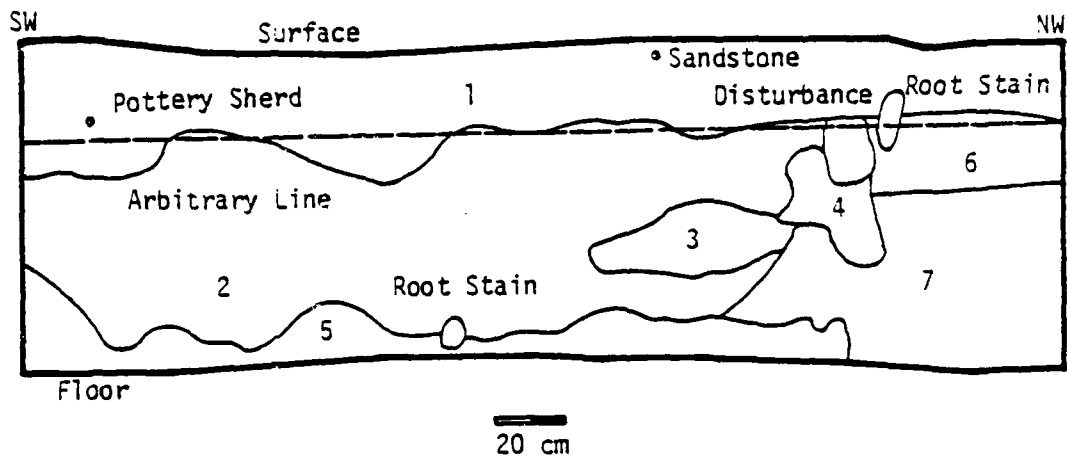 SW
NW
Surface
Sandstone
Pottery Sherd
1
Disturbance
Root Stain
6
Arbitrary Line
4
3
2
Root Stain
7
5
Floor
20 cm